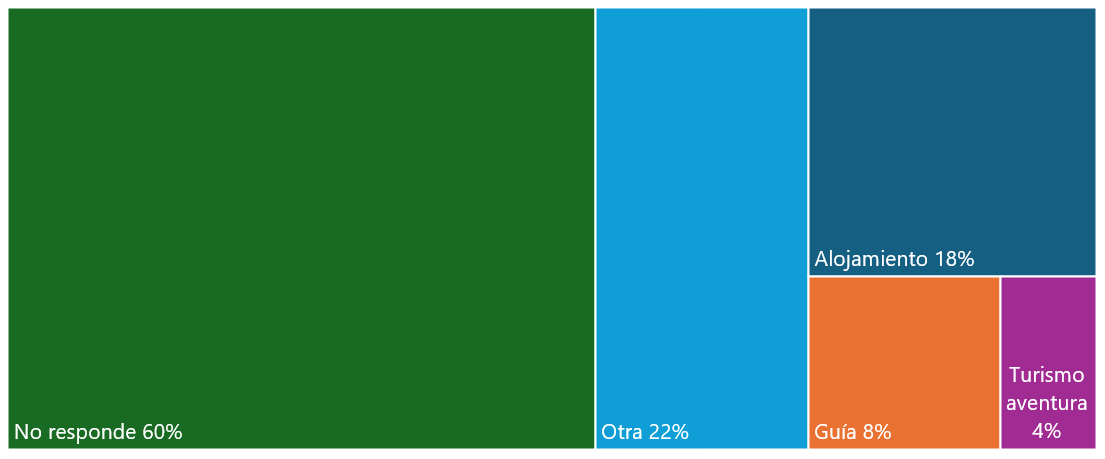 No responde 60%
Otra 22%
Alojamiento 18%
Guía 8%
Turismo
aventura
4%